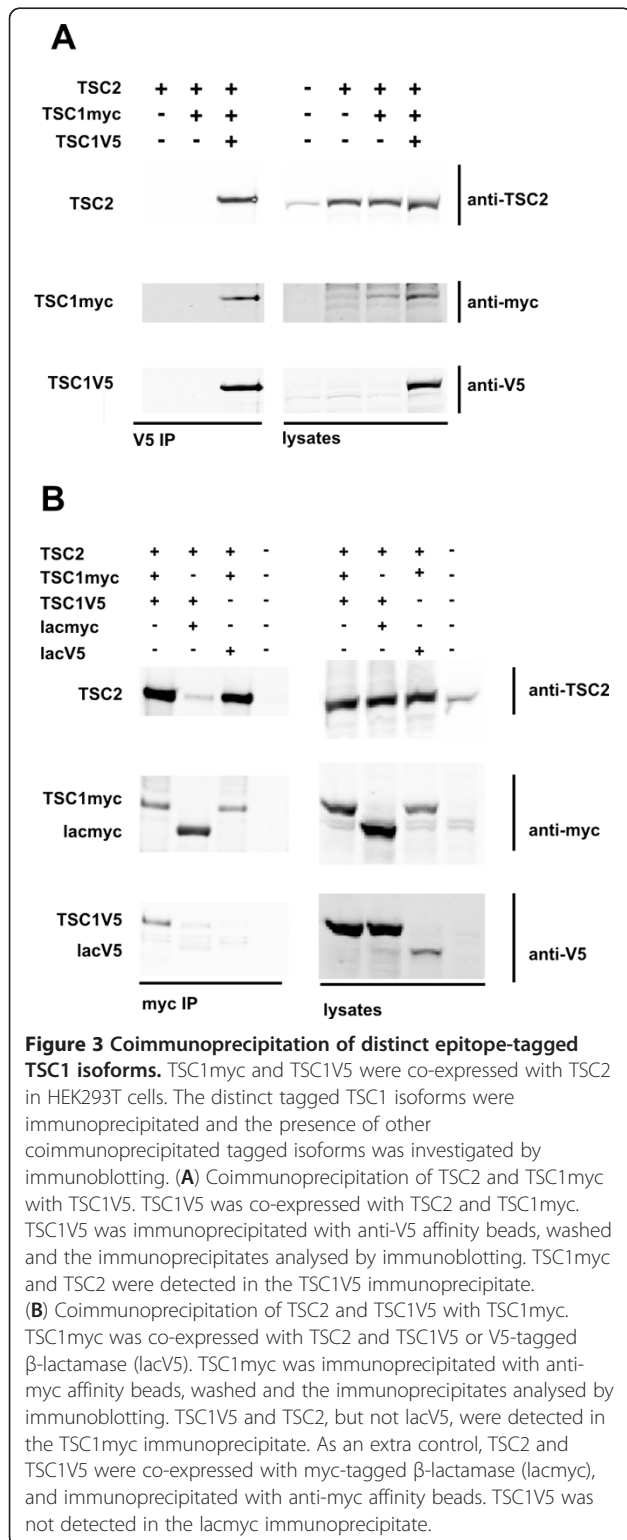 A
TSC2 + + + - + + +
TSC1myc - + + - - + +
TSC1V5 - - + - - - +
TSC2 anti-TSC2
TSC1myc anti-myc
TSC1V5 anti-V5
V5 IP lysates
B
TSC2 + + + - + + + -
TSC1myc + - + - + - + -
TSC1V5 + + - - + + - -
lacmyc - + - - - + - -
lacV5 - - + - - - + -
TSC2 anti-TSC2
TSC1myc
lacmyc anti-myc
TSC1V5
lacV5 anti-V5
myc IP lysates
Figure 3 Coimmunoprecipitation of distinct epitope-tagged
TSC1 isoforms. TSC1myc and TSC1V5 were co-expressed with TSC2
in HEK293T cells. The distinct tagged TSC1 isoforms were
immunoprecipitated and the presence of other
coimmunoprecipitated tagged isoforms was investigated by
immunoblotting. (A) Coimmunoprecipitation of TSC2 and TSC1myc
with TSC1V5. TSC1V5 was co-expressed with TSC2 and TSC1myc.
TSC1V5 was immunoprecipitated with anti-V5 affinity beads, washed
and the immunoprecipitates analysed by immunoblotting. TSC1myc
and TSC2 were detected in the TSC1V5 immunoprecipitate.
(B) Coimmunoprecipitation of TSC2 and TSC1V5 with TSC1myc.
TSC1myc was co-expressed with TSC2 and TSC1V5 or V5-tagged
β-lactamase (lacV5). TSC1myc was immunoprecipitated with anti-
myc affinity beads, washed and the immunoprecipitates analysed by
immunoblotting. TSC1V5 and TSC2, but not lacV5, were detected in
the TSC1myc immunoprecipitate. As an extra control, TSC2 and
TSC1V5 were co-expressed with myc-tagged β-lactamase (lacmyc),
and immunoprecipitated with anti-myc affinity beads. TSC1V5 was
not detected in the lacmyc immunoprecipitate.